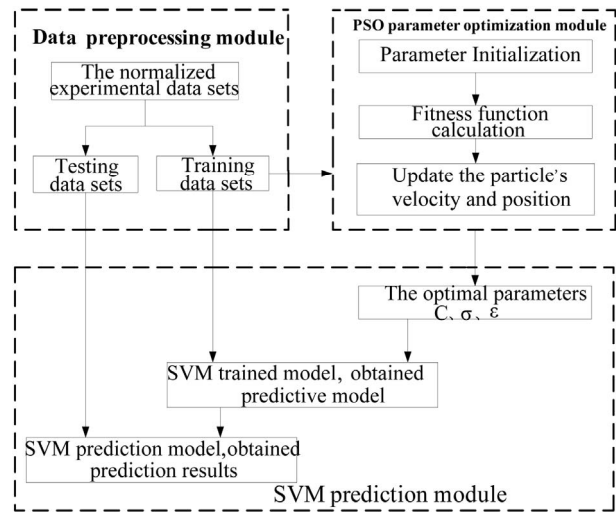 Data preprocessing module
The normalized
experimental data sets
Testing
data sets
Training
data sets
PSO parameter optimization module
Parameter Initialization
Fitness function
calculation
Update the particle's
velocity and position
The optimal parameters
C、σ、ε
SVM trained model, obtained
predictive model
SVM prediction model,obtained
prediction results
SVM prediction module